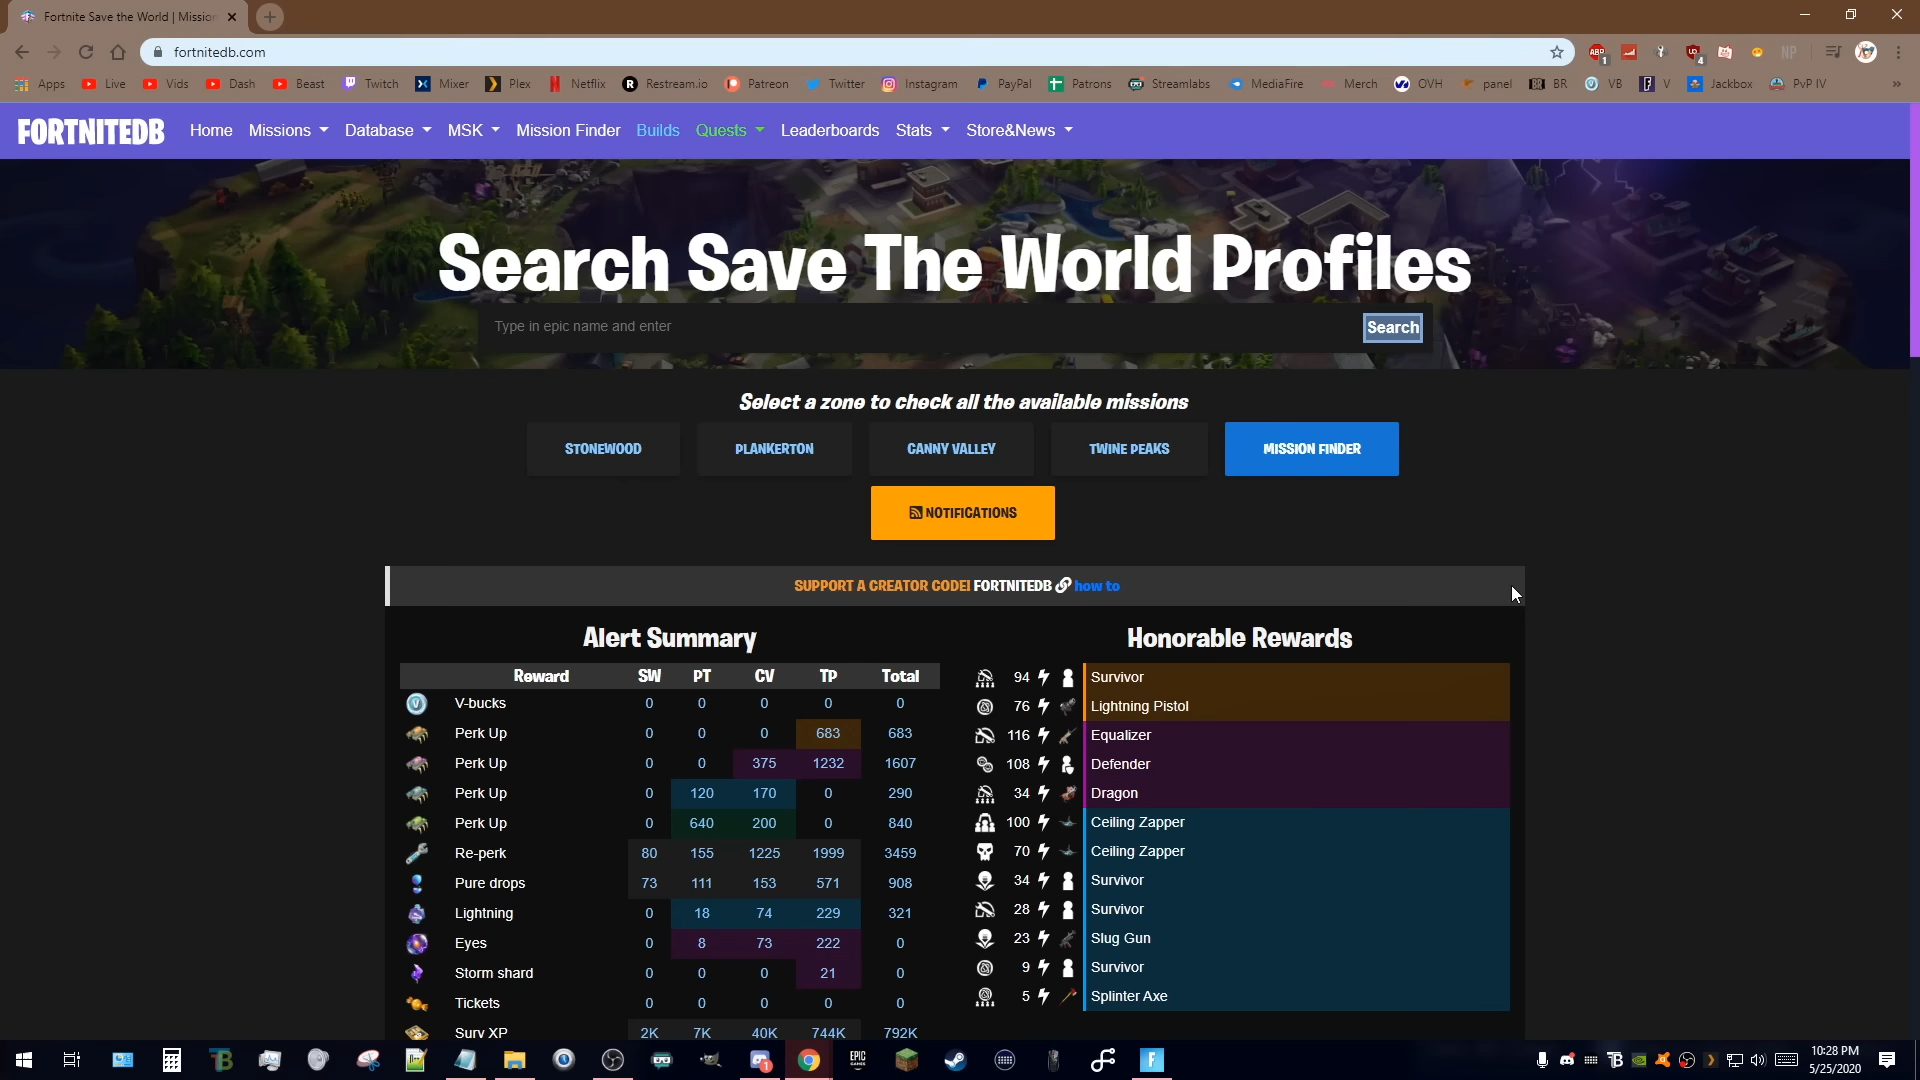 Fortnite Save the World | Missio
fortnitedb.com
Apps Live Vids Dash Beast Twitch Mixer Plex Netflix Restream.io Patreon Twitter Instagram PayPal Patrons Streamlabs MediaFire Merch OVH panel BR VB V Jackbox PvP IV »
FORTNITEDB Home Missions Database MSK Mission Finder Builds Quests Leaderboards Stats Store&News
Search Save The World Profiles
Type in epic name and enter Search
Select a zone to check all the available missions
STONEWOOD PLANKERTON CANNY VALLEY TWINE PEAKS MISSION FINDER
NOTIFICATIONS
SUPPORT A CREATOR CODE! FORTNITEDB how to
Alert Summary
Reward SW PT CV TP Total
V-bucks 0 0 0 0 0
Perk Up 0 0 0 683 683
Perk Up 0 0 375 1232 1607
Perk Up 0 120 170 0 290
Perk Up 0 640 200 0 840
Re-perk 80 155 1225 1999 3459
Pure drops 73 111 153 571 908
Lightning 0 18 74 229 321
Eyes 0 8 73 222 0
Storm shard 0 0 0 21 0
Tickets 0 0 0 0 0
Surv XP 2K 7K 40K 744K 792K
Honorable Rewards
94 Survivor
76 Lightning Pistol
116 Equalizer
108 Defender
34 Dragon
100 Ceiling Zapper
70 Ceiling Zapper
34 Survivor
28 Survivor
23 Slug Gun
9 Survivor
5 Splinter Axe
10:28 PM
5/25/2020